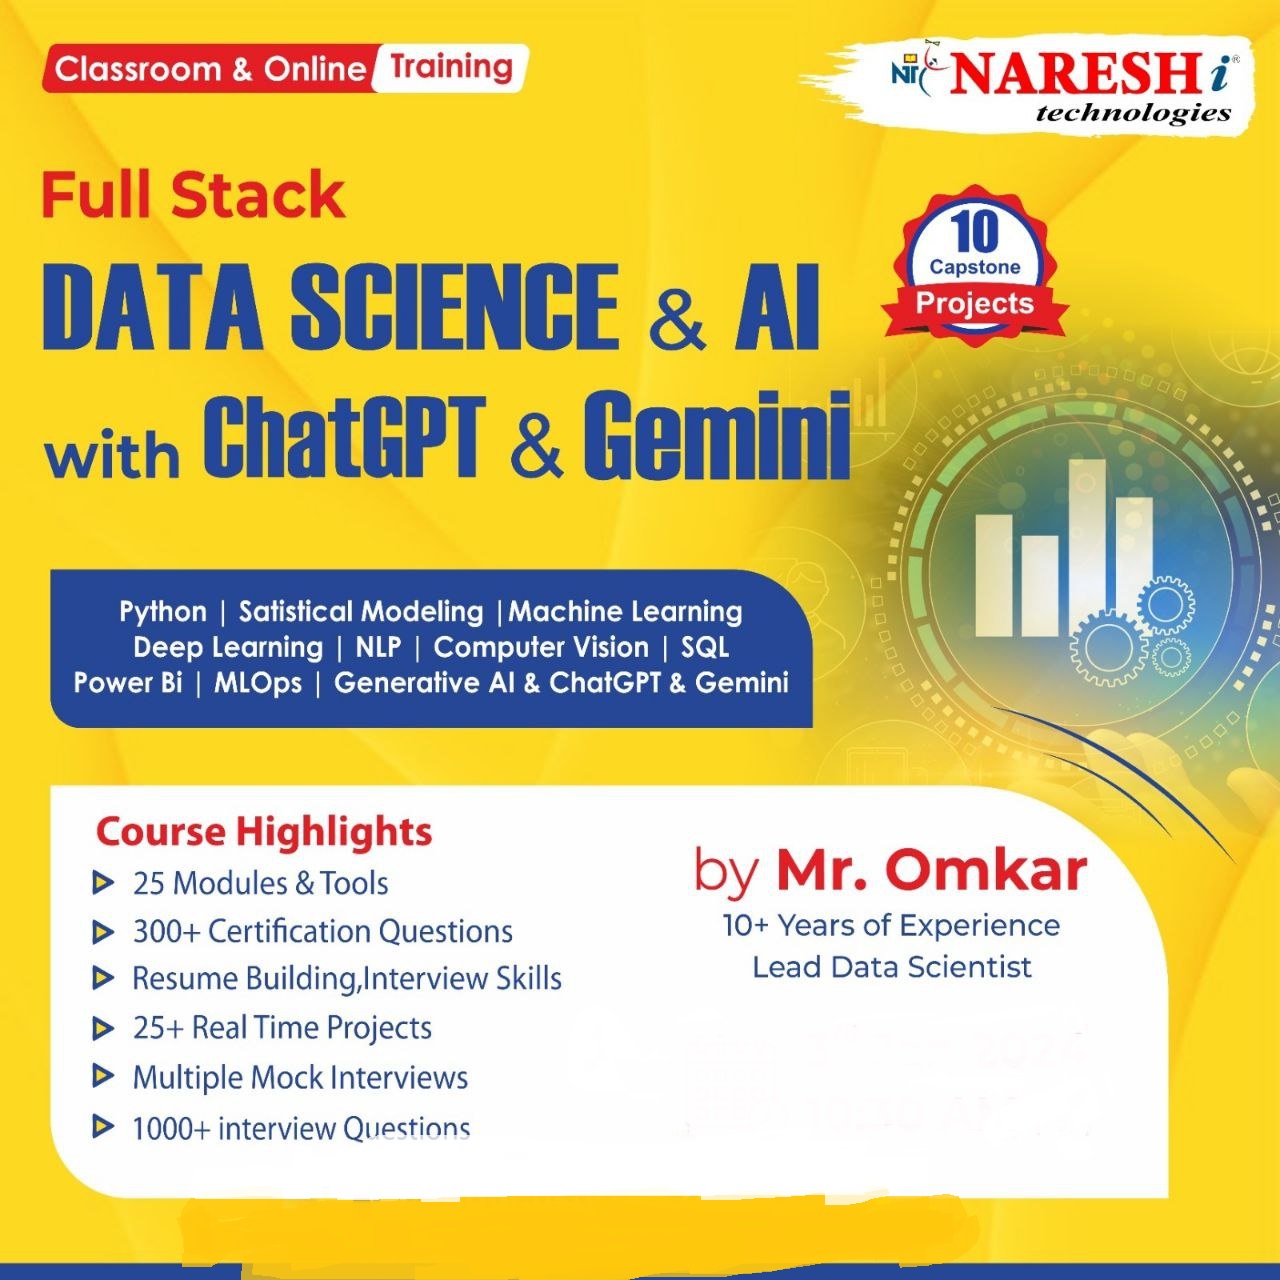 Classroom & Online Training
NT NARESH i ®
technologies
Full Stack
DATA SCIENCE & AI
with ChatGPT & Gemini
10
Capstone
Projects
Python | Satistical Modeling |Machine Learning
Deep Learning | NLP | Computer Vision | SQL
Power Bi | MLOps | Generative AI & ChatGPT & Gemini
Course Highlights
25 Modules & Tools
300+ Certification Questions
Resume Building,Interview Skills
25+ Real Time Projects
Multiple Mock Interviews
1000+ interview Questions
by Mr. Omkar
10+ Years of Experience
Lead Data Scientist